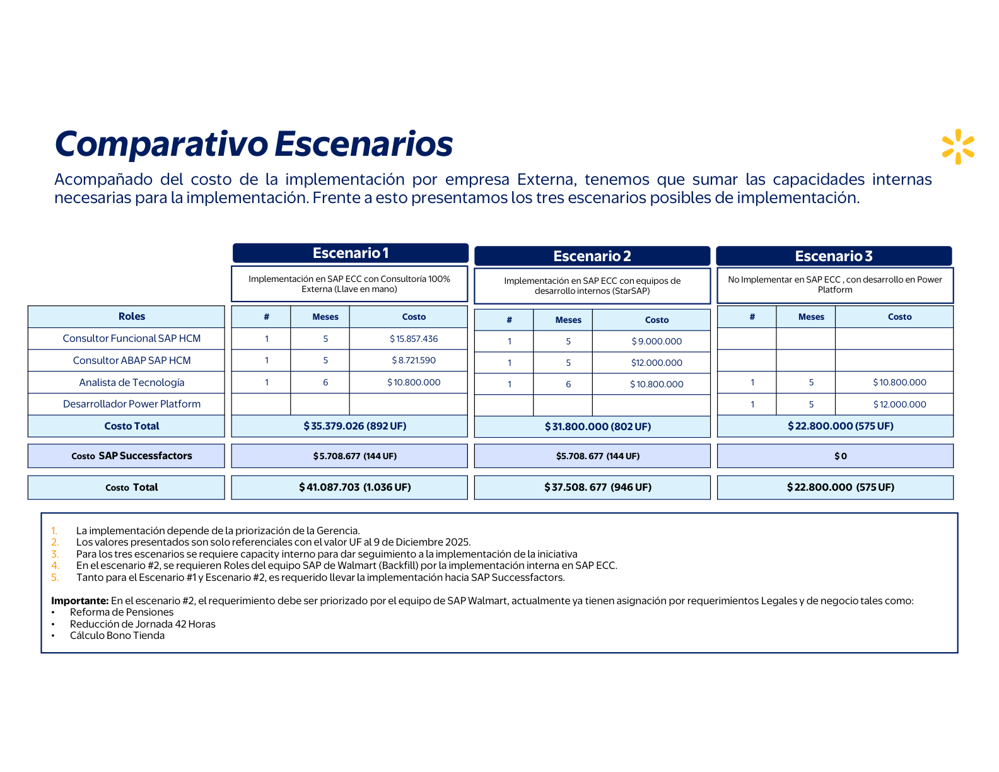 Comparativo Escenarios
Acompañado del costo de la implementación por empresa Externa, tenemos que sumar las capacidades internas
necesarias para la implementación. Frente a esto presentamos los tres escenarios posibles de implementación.
Escenario 1
Escenario 2
Escenario 3
Implementación en SAP ECC con Consultoría 100%
Externa (Llave en mano)
Implementación en SAP ECC con equipos de
desarrollo internos (StarSAP)
No Implementar en SAP ECC , con desarrollo en Power
Platform
Roles # Meses Costo # Meses Costo # Meses Costo
Consultor Funcional SAP HCM 1 5 $ 15.857.436 1 5 $ 9.000.000
Consultor ABAP SAP HCM 1 5 $ 8.721.590 1 5 $12.000.000
Analista de Tecnología 1 6 $ 10.800.000 1 6 $ 10.800.000 1 5 $ 10.800.000
Desarrollador Power Platform 1 5 $ 12.000.000
Costo Total $ 35.379.026 (892 UF) $ 31.800.000 (802 UF) $ 22.800.000 (575 UF)
Costo SAP Successfactors $ 5.708.677 (144 UF) $5.708. 677 (144 UF) $ 0
Costo Total $ 41.087.703 (1.036 UF) $ 37.508. 677 (946 UF) $ 22.800.000 (575 UF)
1. La implementación depende de la priorización de la Gerencia.
2. Los valores presentados son solo referenciales con el valor UF al 9 de Diciembre 2025.
3. Para los tres escenarios se requiere capacity interno para dar seguimiento a la implementación de la iniciativa
4. En el escenario #2, se requieren Roles del equipo SAP de Walmart (Backfill) por la implementación interna en SAP ECC.
5. Tanto para el Escenario #1 y Escenario #2, es requerido llevar la implementación hacia SAP Successfactors.
Importante: En el escenario #2, el requerimiento debe ser priorizado por el equipo de SAP Walmart, actualmente ya tienen asignación por requerimientos Legales y de negocio tales como:
• Reforma de Pensiones
• Reducción de Jornada 42 Horas
• Cálculo Bono Tienda